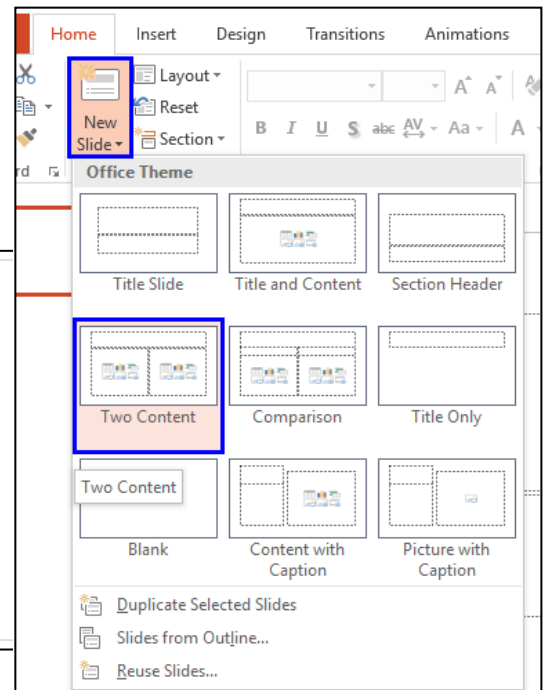 Home Insert Design Transitions Animations
Layout
Reset
New
Slide
Section
B I U S abc AV Aa A
A A
rd
Office Theme
Title Slide Title and Content Section Header
Two Content Comparison Title Only
Two Content
Blank Content with Caption Picture with Caption
Duplicate Selected Slides
Slides from Outline...
Reuse Slides...